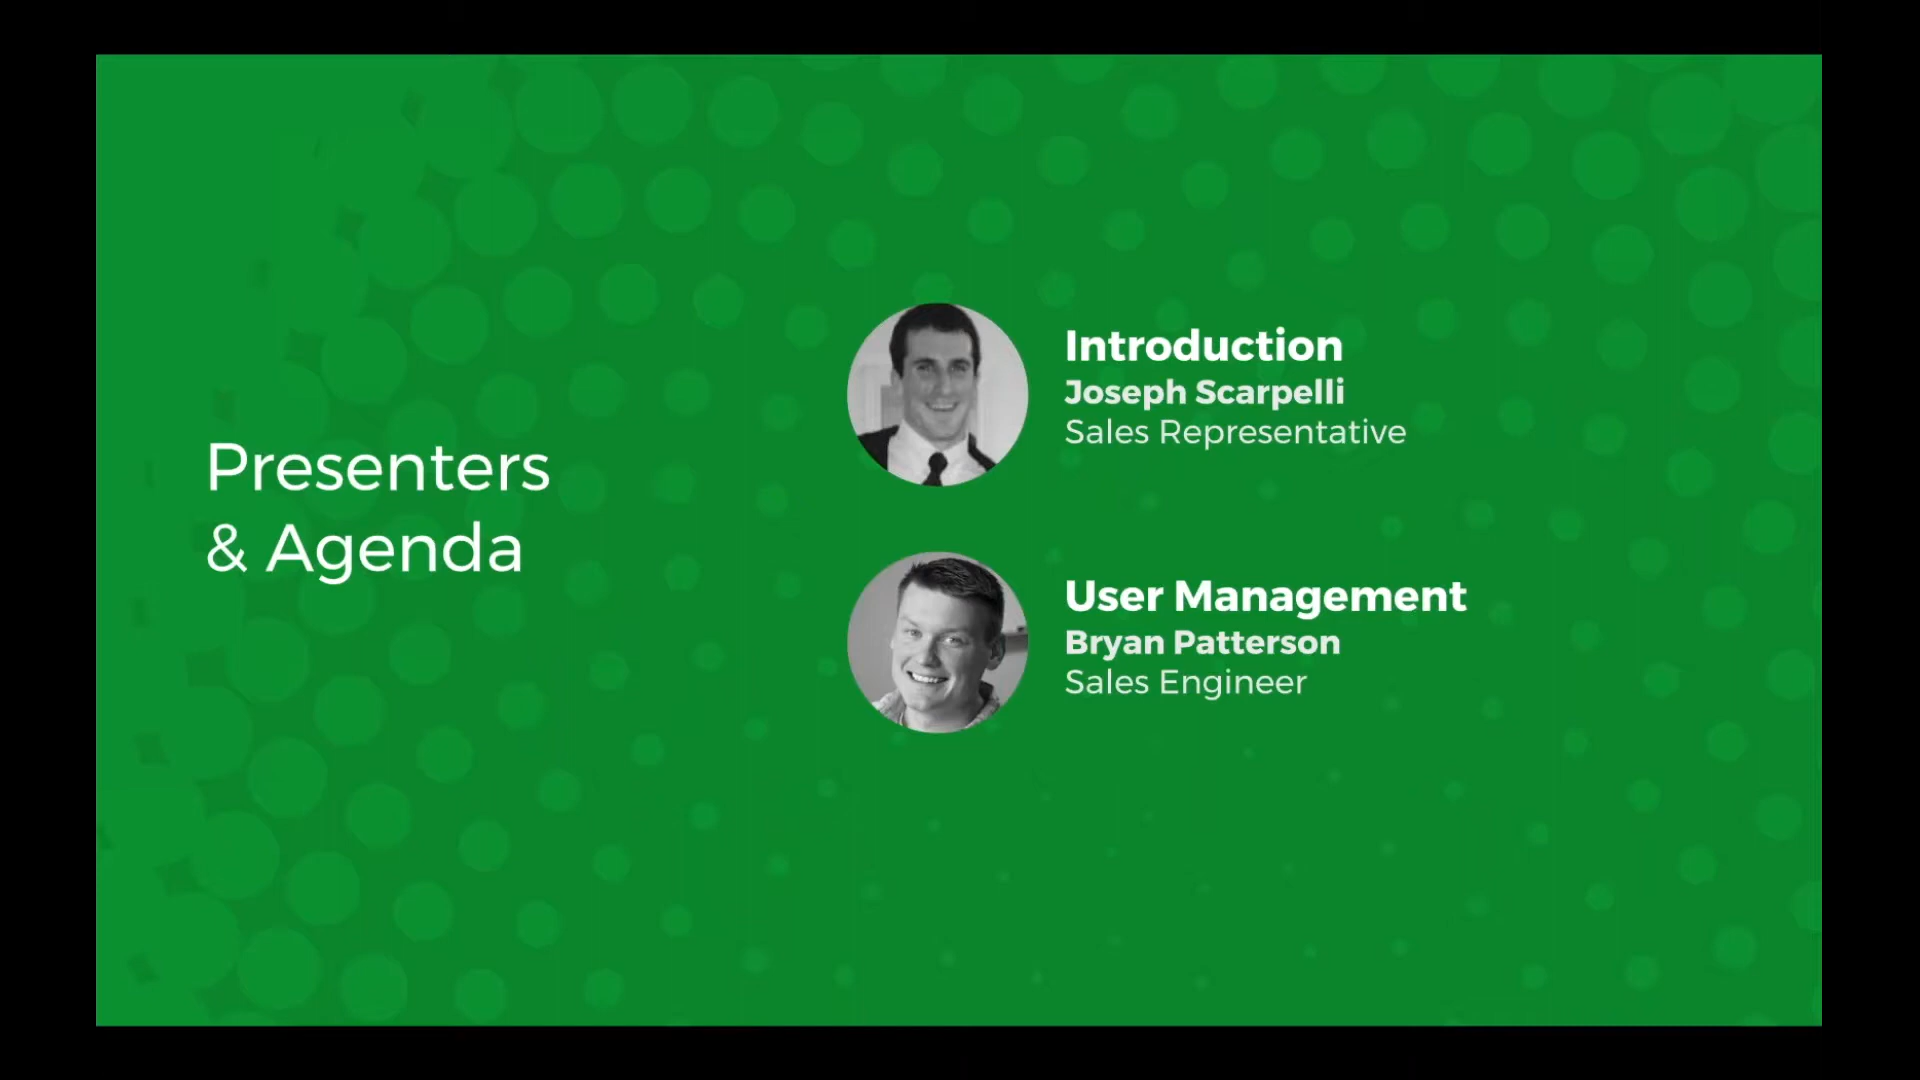 Presenters
& Agenda
Introduction
Joseph Scarpelli
Sales Representative
User Management
Bryan Patterson
Sales Engineer